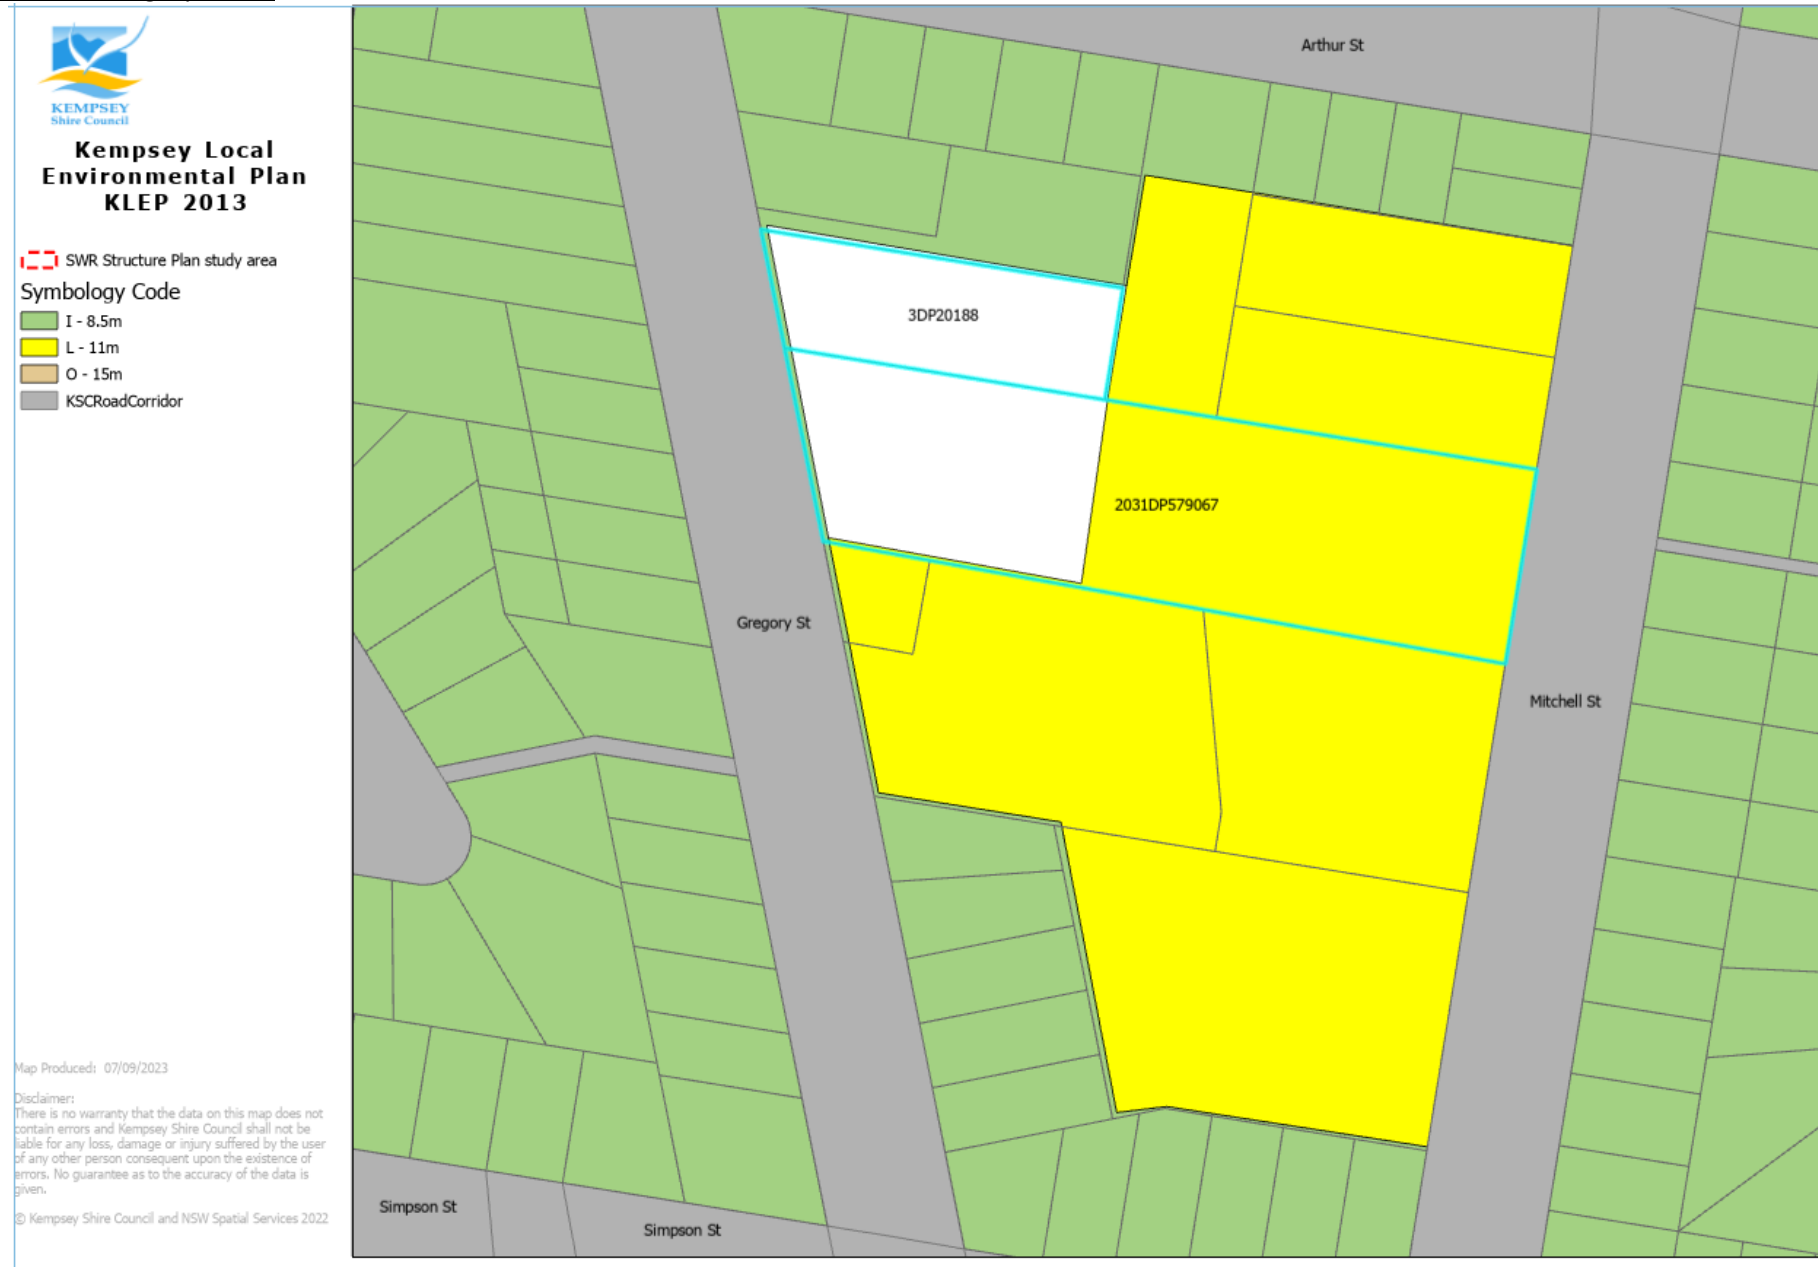 KEMPSEY
Shire Council
Kempsey Local
Environmental Plan
KLEP 2013
SWR Structure Plan study area
Symbology Code
I - 8.5m
L - 11m
O - 15m
KSCRoadCorridor
Arthur St
3DP20188
2031DP579067
Gregory St
Mitchell St
Simpson St
Simpson St
Map Produced: 07/09/2023
Disclaimer:
There is no warranty that the data on this map does not
contain errors and Kempsey Shire Council shall not be
liable for any loss, damage or injury suffered by the user
of any other person consequent upon the existence of
errors. No guarantee as to the accuracy of the data is
given.
© Kempsey Shire Council and NSW Spatial Services 2022